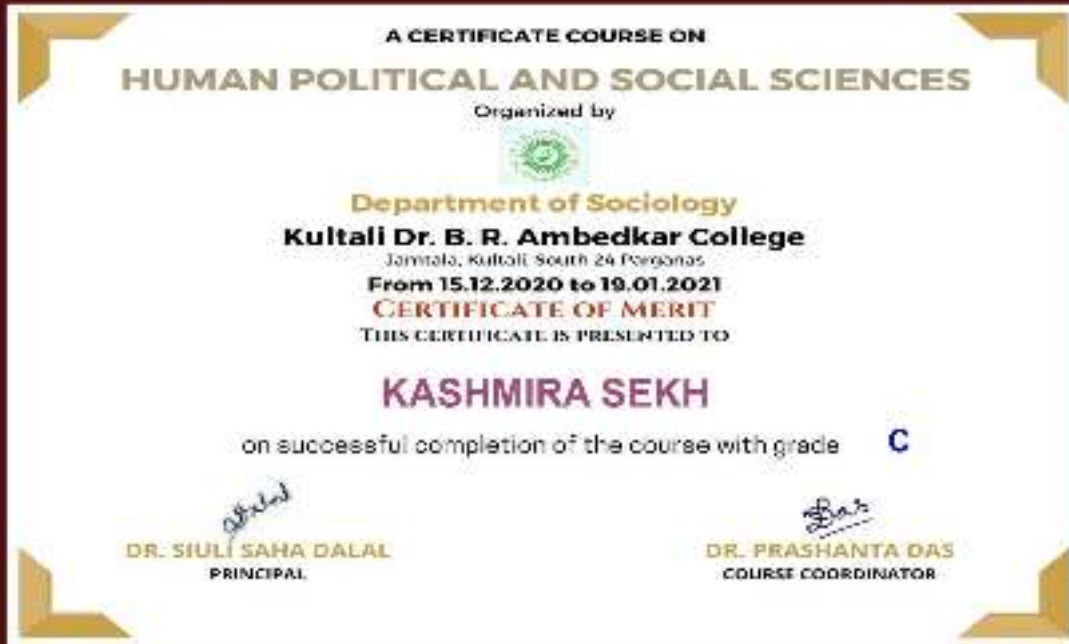 A CERTIFICATE COURSE ON
HUMAN POLITICAL AND SOCIAL SCIENCES
Organized by
Department of Sociology
Kultali Dr. B. R. Ambedkar College
Jamtala, Kultali, South 24 Parganas
From 15.12.2020 to 19.01.2021
CERTIFICATE OF MERIT
THIS CERTIFICATE IS PRESENTED TO
KASHMIRA SEKH
on successful completion of the course with grade C
Das
DR. SIULI SAHA DALAL DR. PRASHANTA DAS
PRINCIPAL COURSE COORDINATOR